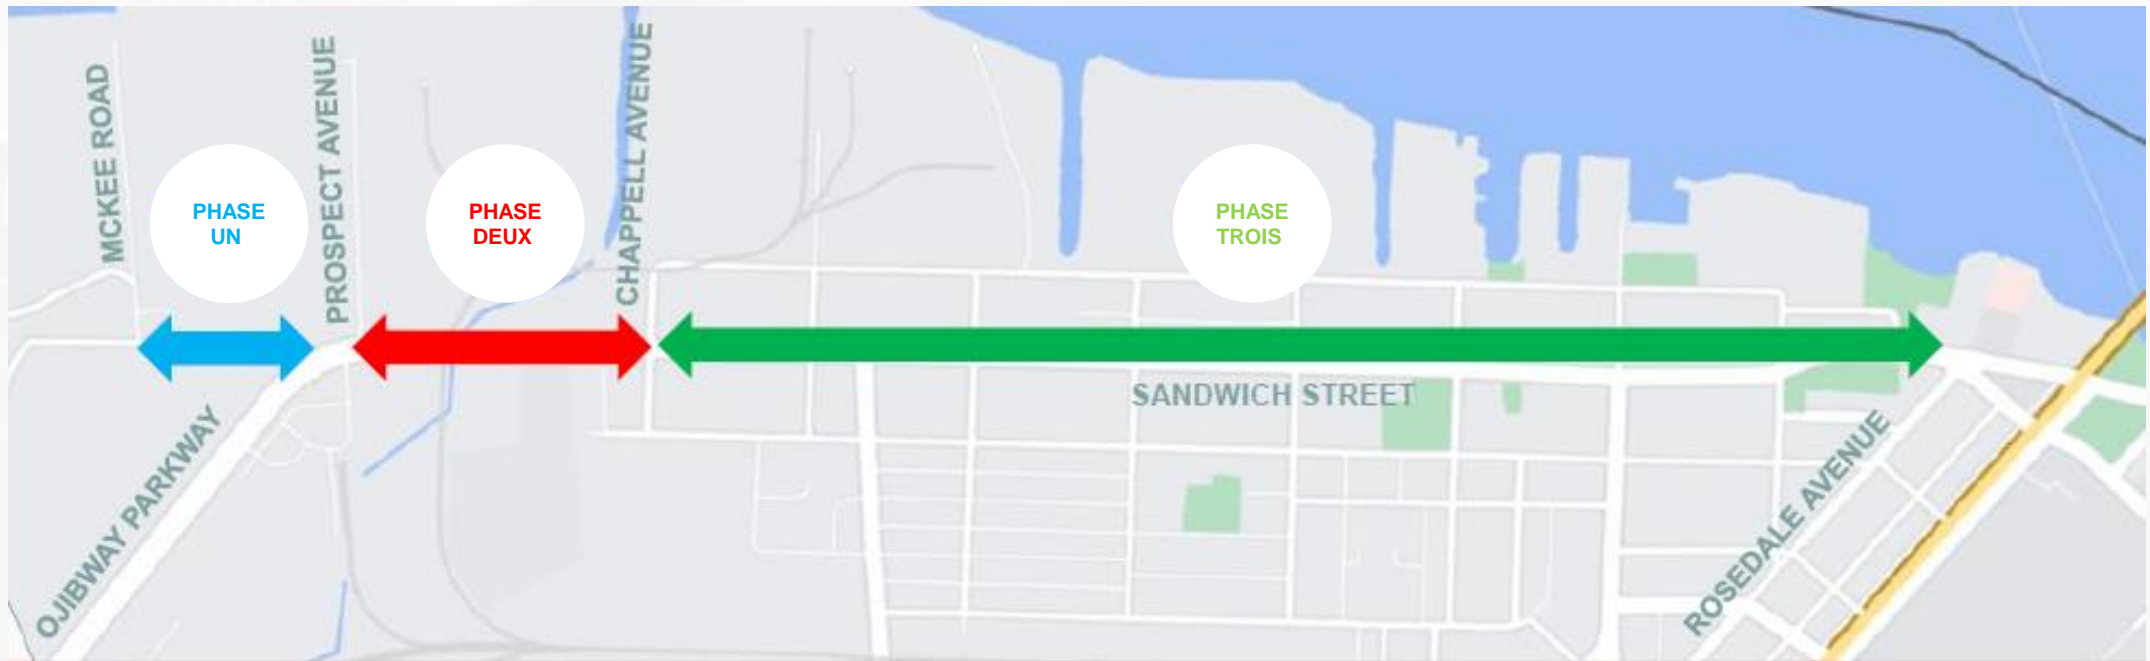 MCKEE ROAD
PHASE
UN
PROSPECT AVENUE
PHASE
DEUX
CHAPPELL AVENUE
PHASE
TROIS
SANDWICH STREET
OJIBWAY PARKWAY
ROSEDALE AVENUE